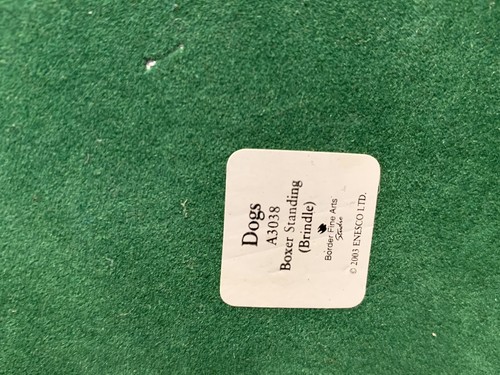 Dogs
A3038
Boxer Standing
(Brindle)
Border Fine Arts
Studio
© 2003 ENESCO LTD.